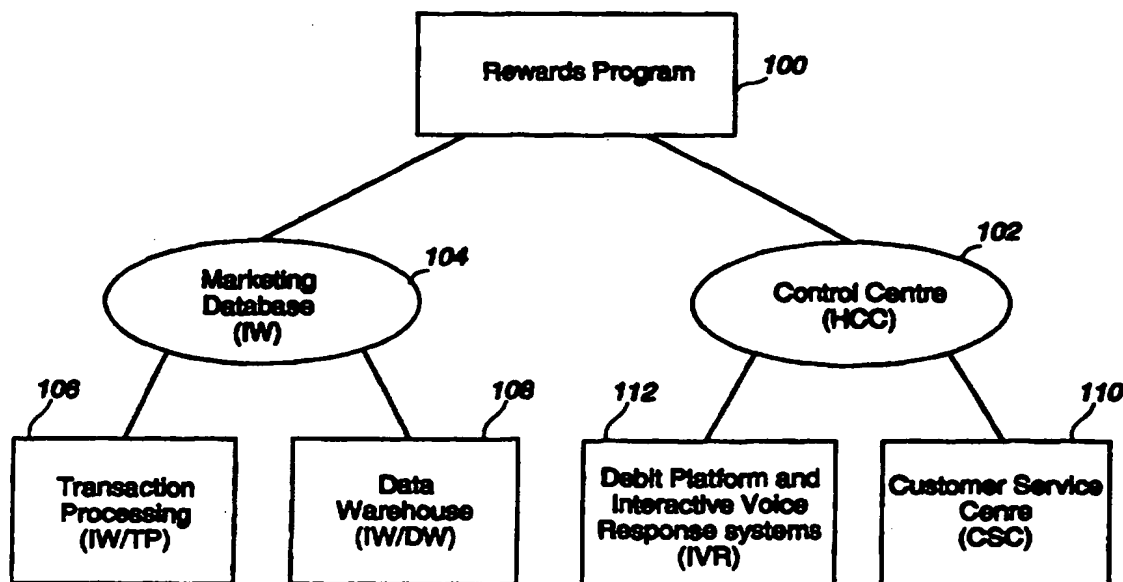 Rewards Program
100
102
104
Marketing
Database
(IW)
Control Centre
(HCC)
106
108
112
110
Transaction
Processing
(IW/TP)
Data
Warehouse
(IW/DW)
Debit Platform and
Interactive Voice
Response systems
(IVR)
Customer Service
Cenre
(CSC)